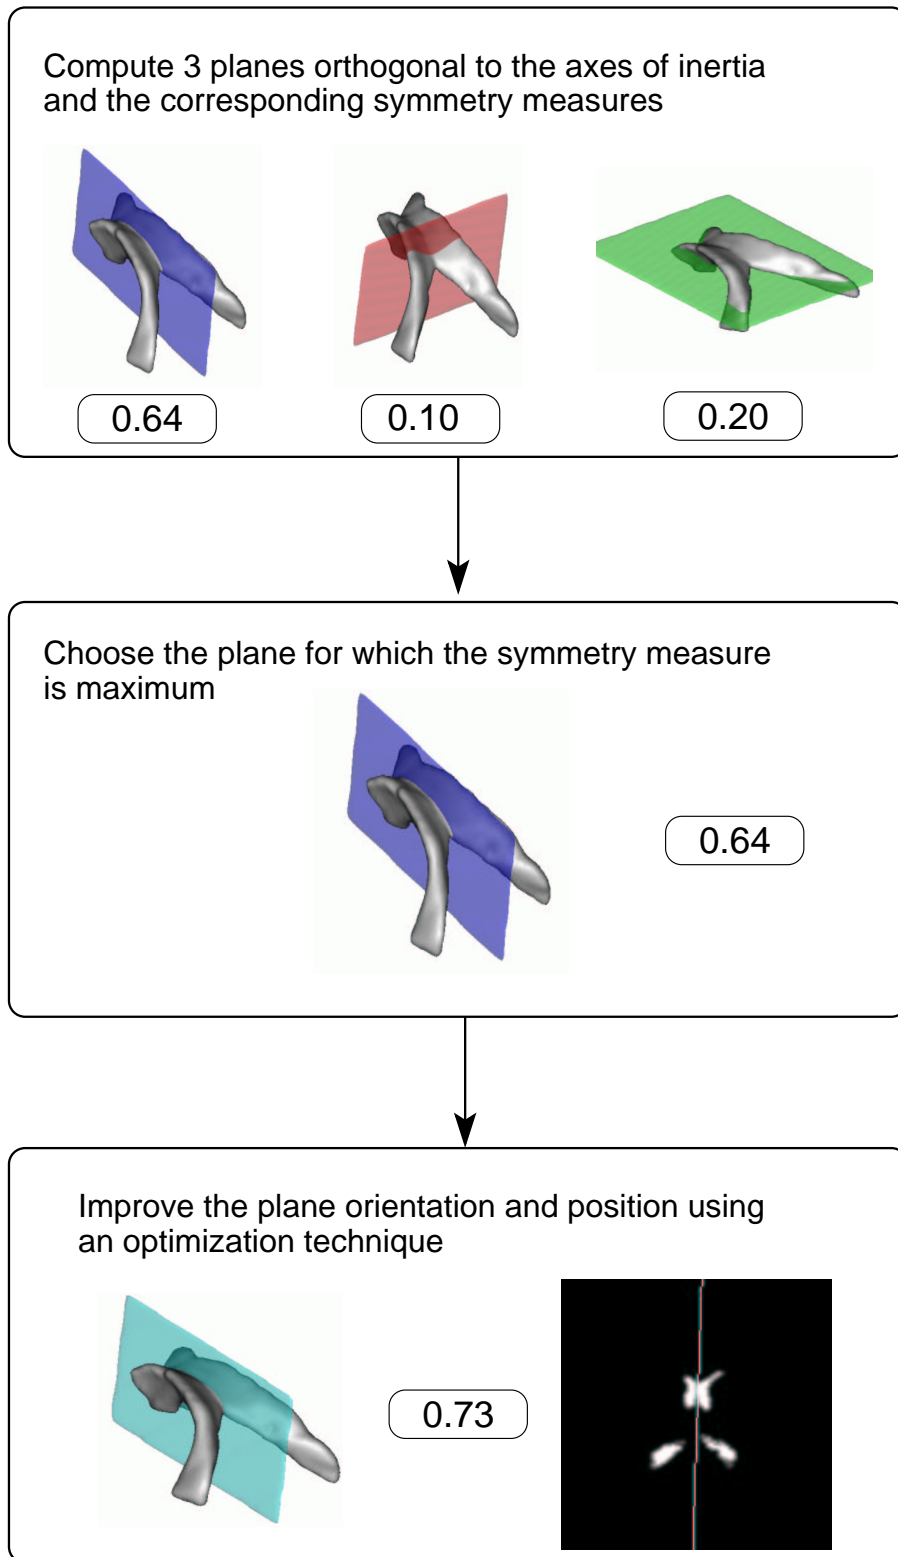 Compute 3 planes orthogonal to the axes of inertia
and the corresponding symmetry measures
0.64
0.10
0.20
Choose the plane for which the symmetry measure
is maximum
0.64
Improve the plane orientation and position using
an optimization technique
0.73